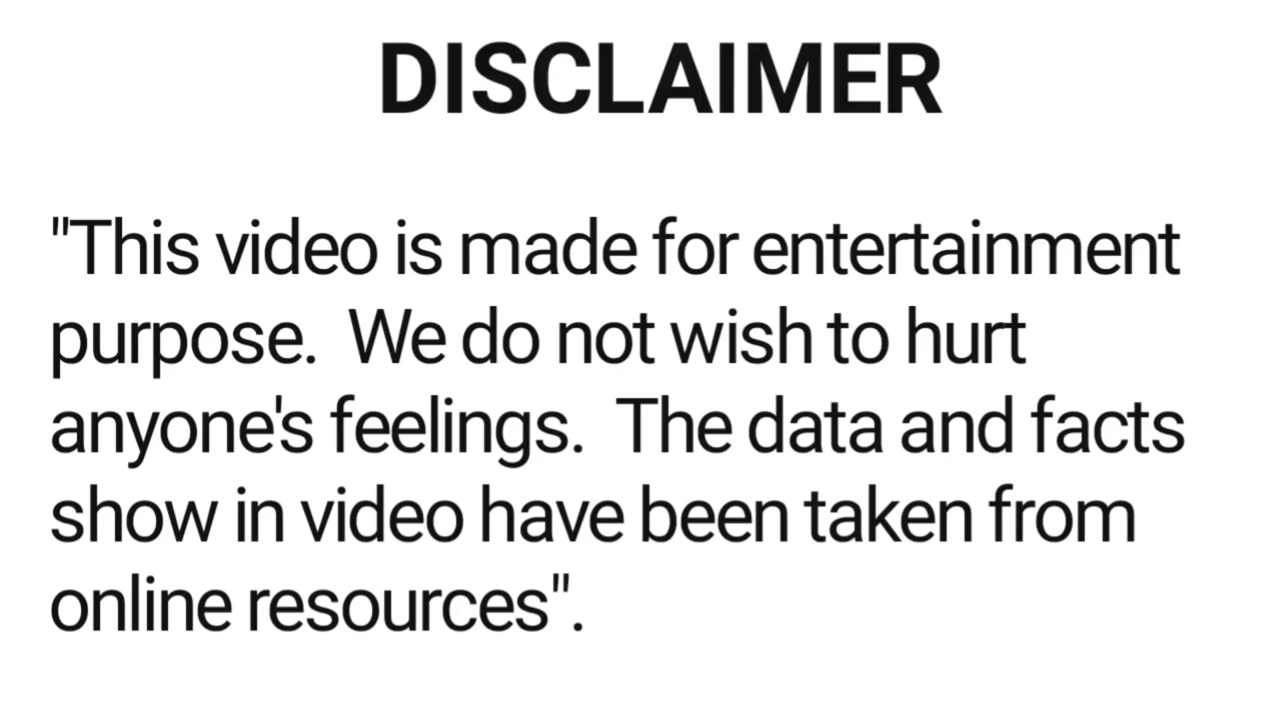 DISCLAIMER
"This video is made for entertainment
purpose.  We do not wish to hurt
anyone's feelings.  The data and facts
show in video have been taken from
online resources".